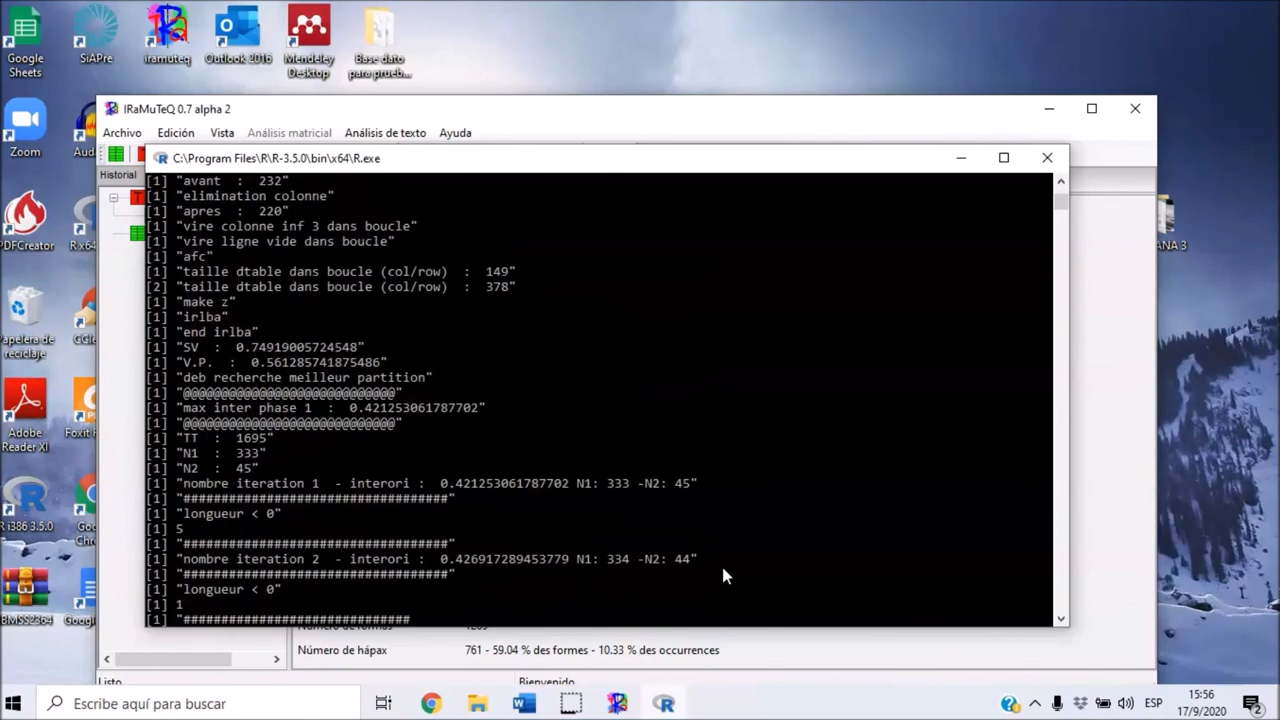 Google
Sheets
SiAPre
iramuteq
Outlook 2016
Mendeley
Desktop
Base dato
para prueb...
Zoom
Aud
PDFCreator
R x64
Papelera de
reciclaje
CCle
Adobe
Reader XI
Foxit
R i386 3.5.0
BMSS2364
ANA 3
IRaMuTeQ 0.7 alpha 2
Archivo Edición Vista Análisis matricial Análisis de texto Ayuda
Historial
C:\Program Files\R\R-3.5.0\bin\x64\R.exe
[1] "avant : 232"
[1] "elimination colonne"
[1] "apres : 220"
[1] "vire colonne inf 3 dans boucle"
[1] "vire ligne vide dans boucle"
[1] "afc"
[1] "taille dtable dans boucle (col/row) : 149"
[2] "taille dtable dans boucle (col/row) : 378"
[1] "make z"
[1] "irlba"
[1] "end irlba"
[1] "SV : 0.74919005724548"
[1] "V.P. : 0.561285741875486"
[1] "deb recherche meilleur partition"
[1] "@@@@@@@@@@@@@@@@@@@@@@@@@@@@"
[1] "max inter phase 1 : 0.421253061787702"
[1] "@@@@@@@@@@@@@@@@@@@@@@@@@@@@"
[1] "TT : 1695"
[1] "N1 : 333"
[1] "N2 : 45"
[1] "nombre iteration 1 - interori : 0.421253061787702 N1: 333 -N2: 45"
[1] "###################################"
[1] "longueur < 0"
[1] 5
[1] "###################################"
[1] "nombre iteration 2 - interori : 0.426917289453779 N1: 334 -N2: 44"
[1] "###################################"
[1] "longueur < 0"
[1] 1
[1] "##############################
Número de hápax 761 - 59.04 % des formes - 10.33 % des occurrences
Listo Bienvenido
Escribe aquí para buscar
ESP
15:56
17/9/2020
2